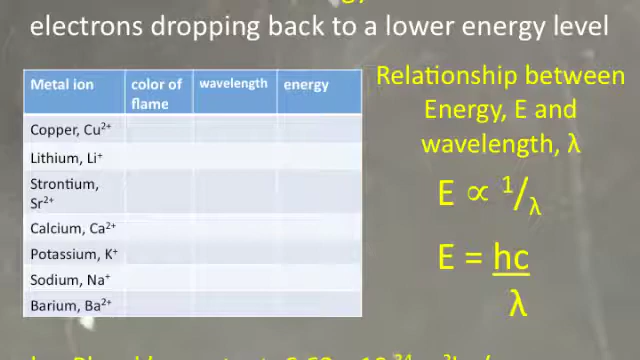 electrons dropping back to a lower energy level
Metal ion
color of
flame
wavelength
energy
Copper, Cu²⁺
Lithium, Li⁺
Strontium,
Sr²⁺
Calcium, Ca²⁺
Potassium, K⁺
Sodium, Na⁺
Barium, Ba²⁺
Relationship between
Energy, E and
wavelength, λ
E ∝ ¹/λ
E = hc
λ